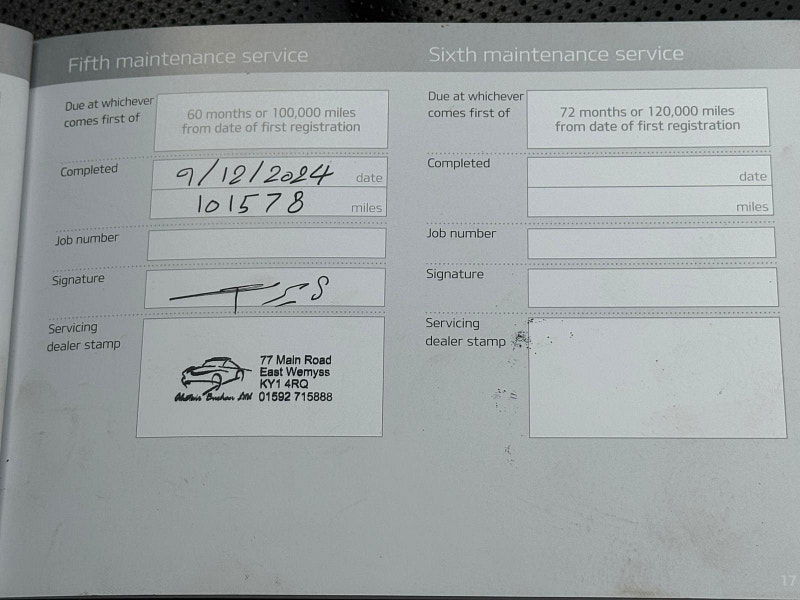 Fifth maintenance service
Due at whichever comes first of
60 months or 100,000 miles
from date of first registration
Completed
9/12/2024 date
101578 miles
Job number
Signature
Servicing
dealer stamp
77 Main Road
East Wemyss
KY1 4RQ
01592 715888
Sixth maintenance service
Due at whichever
comes first of
72 months or 120,000 miles
from date of first registration
Completed
date
miles
Job number
Signature
Servicing
dealer stamp
17